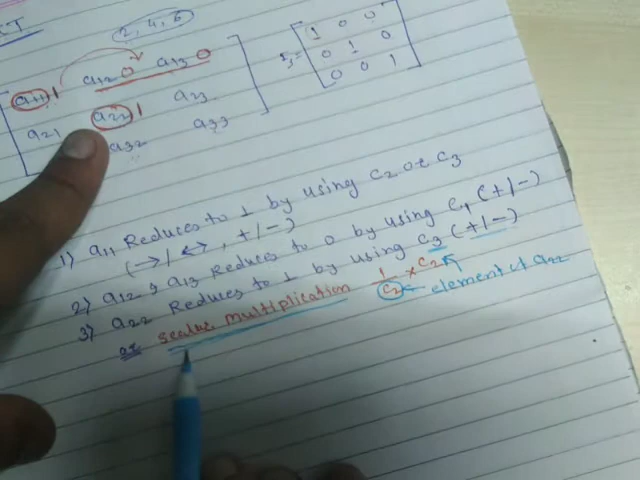 2, 4, 6
a11 1 a12 0 a13 0
a21 a22 1 a23
a32 a33
I3 =
1 0 0
0 1 0
0 0 1
1) a11 Reduces to 1 by using C2 or C3
(→ / ↔, +/-)
2) a12, a13 Reduces to 0 by using C1 (+/-)
3) a22 Reduces to 1 by using C3 (+/-)
or scalar multiplication 1/C2 × C2 ← element of a22